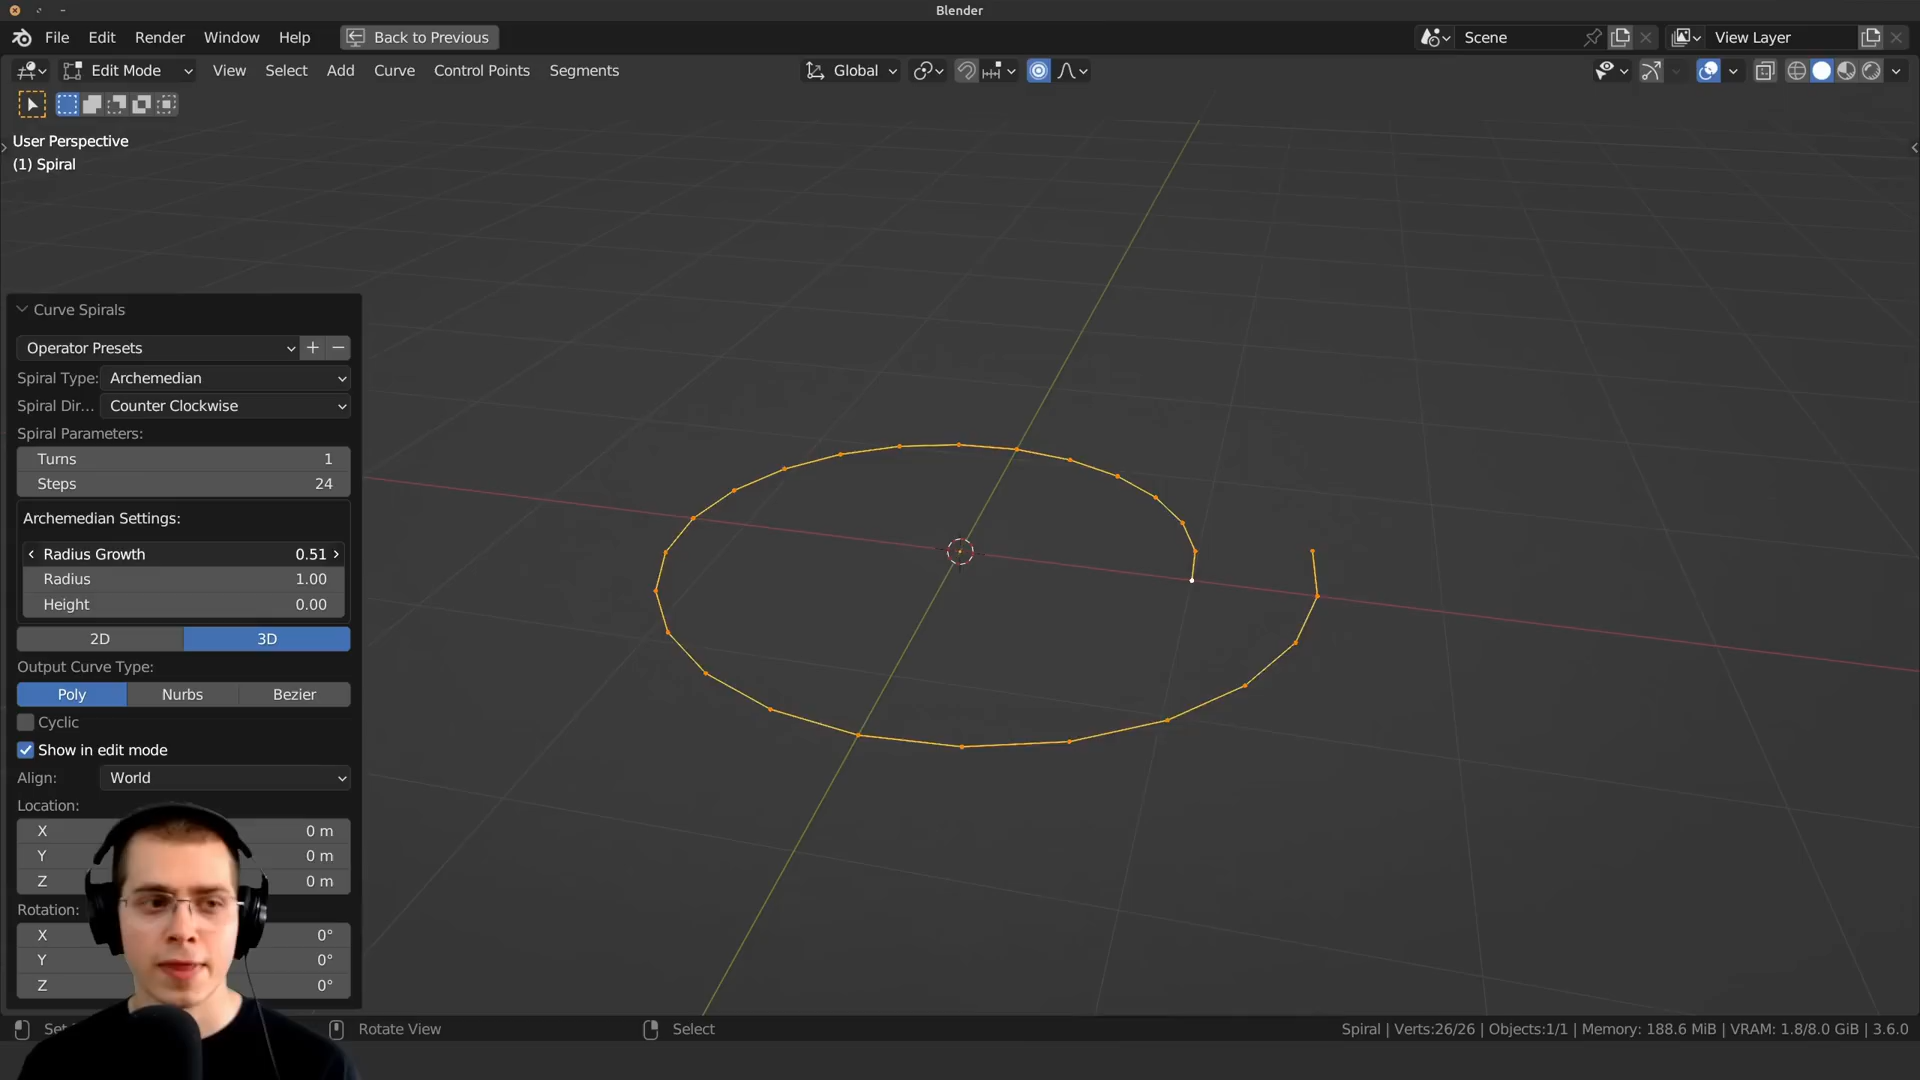 Blender
File Edit Render Window Help Back to Previous Scene View Layer
Edit Mode View Select Add Curve Control Points Segments Global
User Perspective
(1) Spiral
Curve Spirals
Operator Presets
Spiral Type: Archemedian
Spiral Dir... Counter Clockwise
Spiral Parameters:
Turns 1
Steps 24
Archemedian Settings:
Radius Growth 0.51
Radius 1.00
Height 0.00
2D 3D
Output Curve Type:
Poly Nurbs Bezier
Cyclic
Show in edit mode
Align: World
Location:
X 0 m
Y 0 m
Z 0 m
Rotation:
X 0°
Y 0°
Z 0°
Rotate View Select Spiral | Verts:26/26 | Objects:1/1 | Memory: 188.6 MiB | VRAM: 1.8/8.0 GiB | 3.6.0